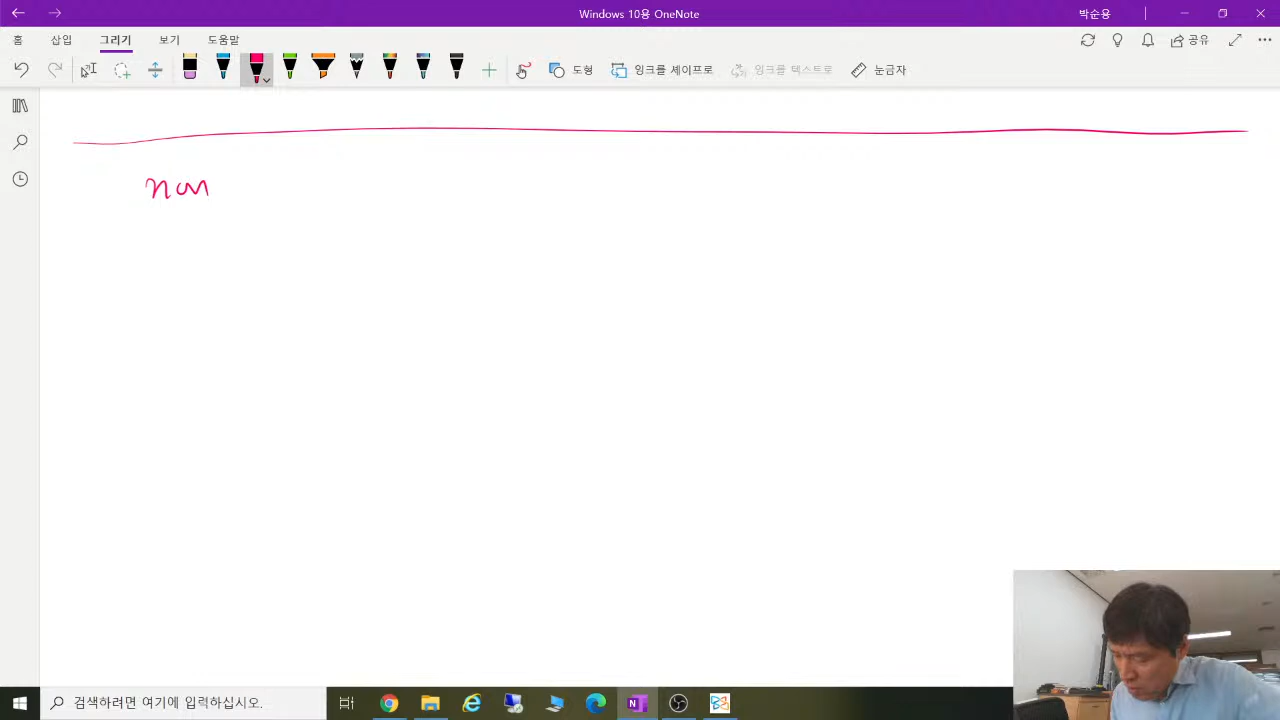 Windows 10용 OneNote
박순용
홈 삽입 그리기 보기 도움말
공유
도형 잉크를 셰이프로 잉크를 텍스트로 눈금자
non
검색하려면 여기에 입력하십시오.